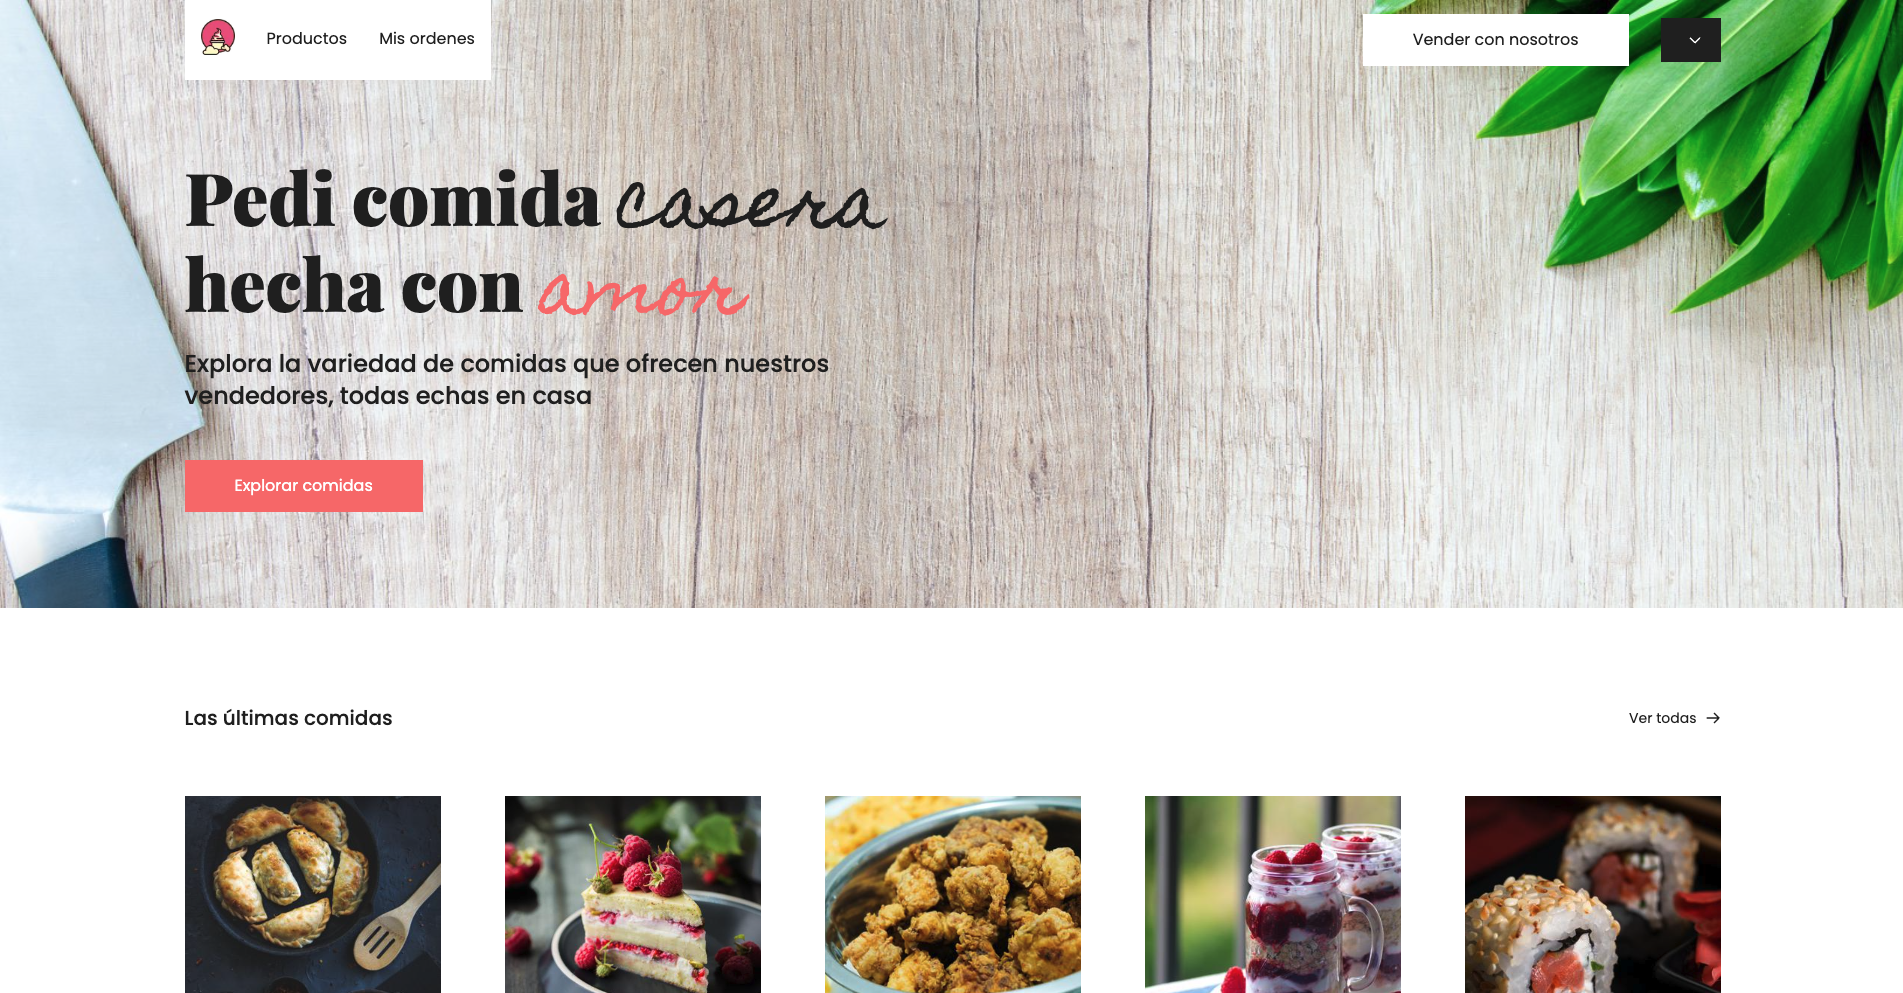 Productos
Mis ordenes
Vender con nosotros
Pedi comida casera
hecha con amor
Explora la variedad de comidas que ofrecen nuestros
vendedores, todas echas en casa
Explorar comidas
Las últimas comidas
Ver todas